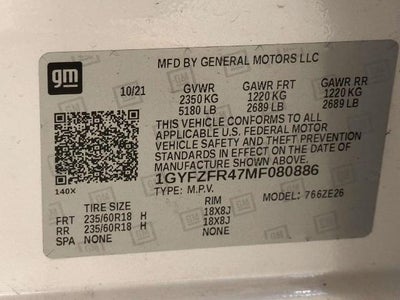 gm
MFD BY GENERAL MOTORS LLC
10/21 GVWR GAWR FRT GAWR RR
2350 KG 1220 KG 1220 KG
5180 LB 2689 LB 2689 LB
THIS VEHICLE CONFORMS TO ALL APPLICABLE
U.S. FEDERAL MOTOR
VEHICLE SAFETY AND THEFT PREVENTION
STANDARDS IN EFFECT ON THE DATE OF
MANUFACTURE SHOWN ABOVE.
1GYFZFR47MF080886
140X
TYPE: M.P.V. MODEL: 766ZE26
TIRE SIZE RIM
FRT 235/60R18 H 18X8J
RR 235/60R18 H 18X8J
SPA NONE NONE